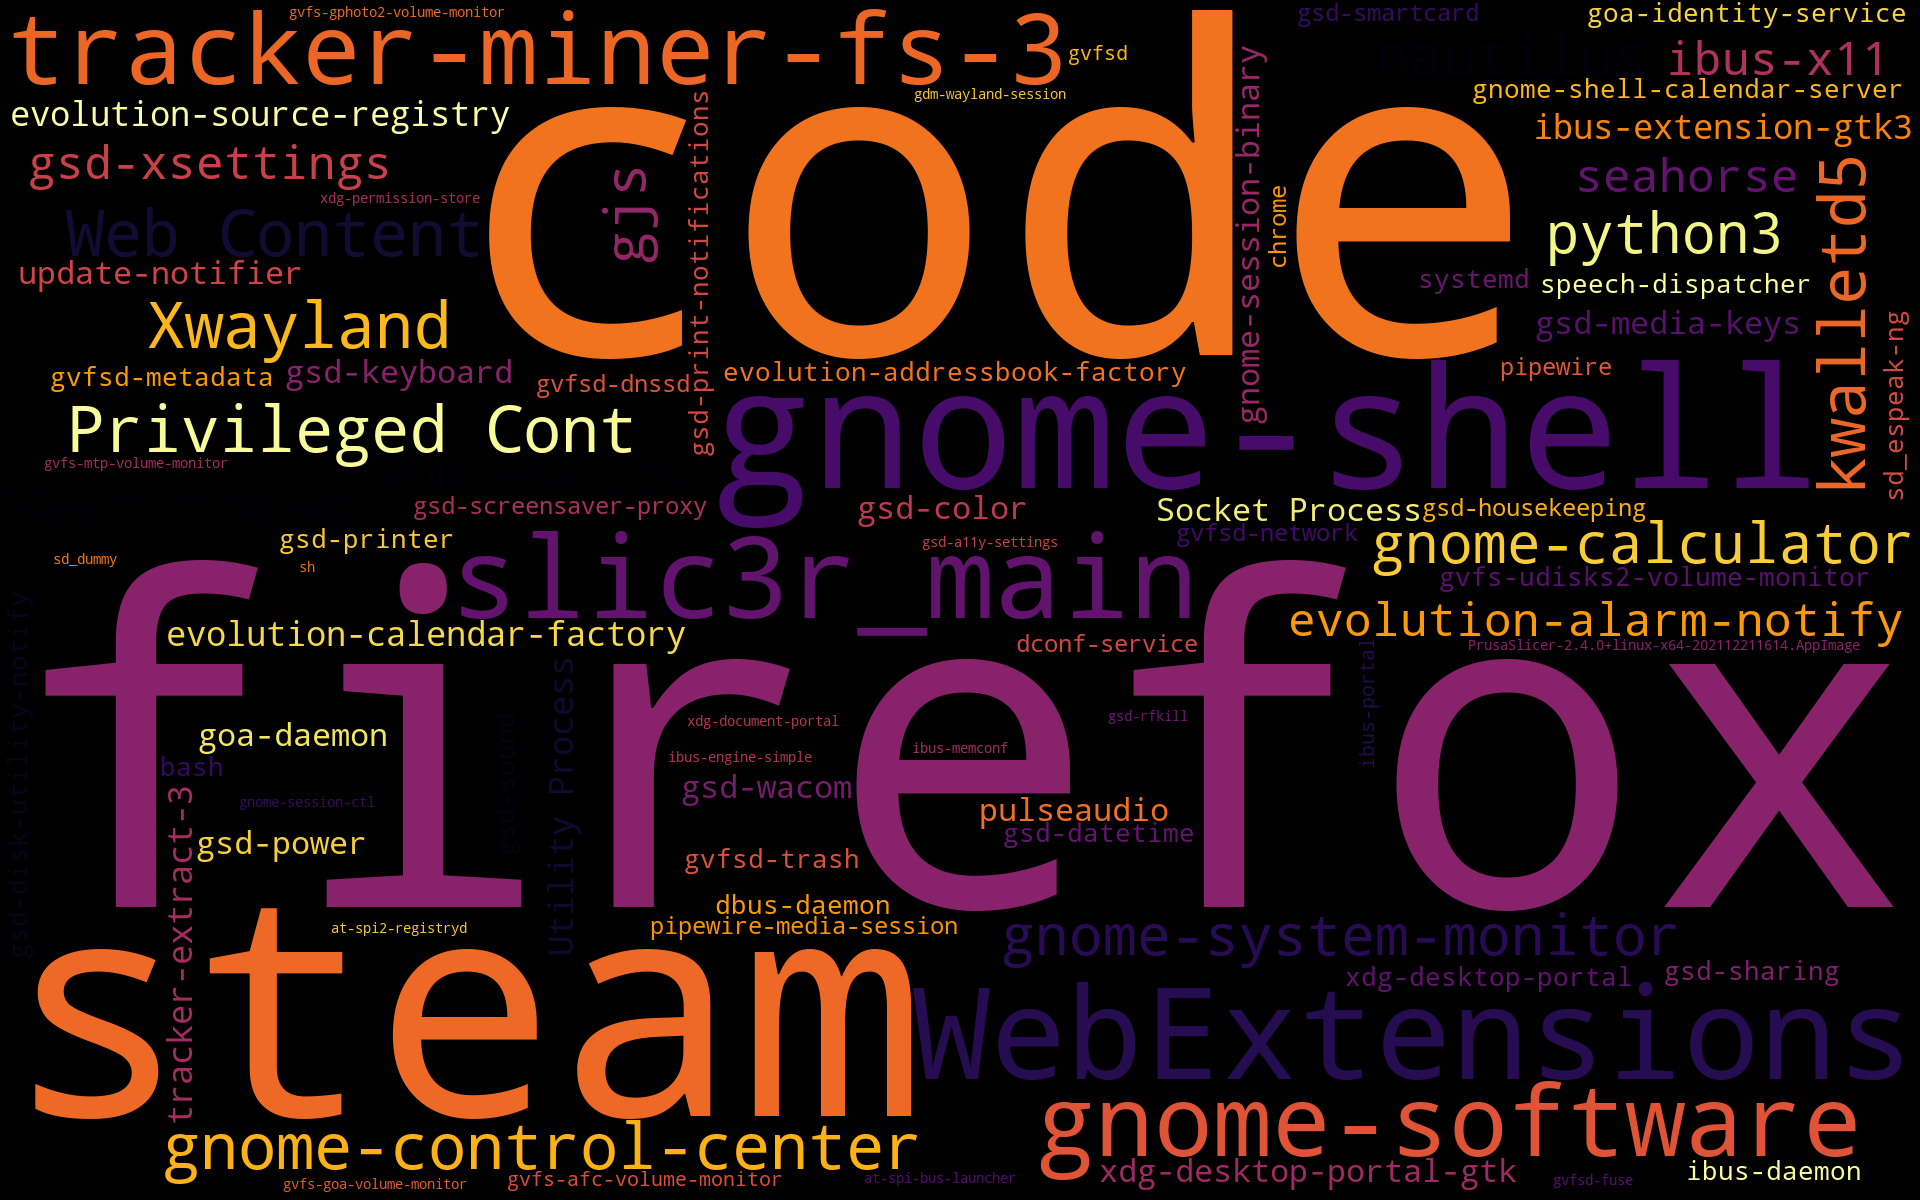 gvfs-gphoto2-volume-monitor
tracker-miner-fs-3
gvfsd
gsd-smartcard
goa-identity-service
nautilus
ibus-x11
gdm-wayland-session
gnome-shell-calendar-server
evolution-source-registry
code
ibus-extension-gtk3
gsd-xsettings
gjs
gsd-print-notifications
gnome-session-binary
chrome
seahorse
kwalletd5
xdg-permission-store
Web Content
python3
update-notifier
systemd
speech-dispatcher
Xwayland
gsd-media-keys
sd_espeak-ng
gvfsd-metadata
gsd-keyboard
gvfsd-dnssd
evolution-addressbook-factory
pipewire
Privileged Cont
gnome-shell
gvfs-mtp-volume-monitor
gsd-screensaver-proxy
gsd-color
Socket Process
gsd-housekeeping
gsd-printer
slic3r_main
gsd-a11y-settings
gvfsd-network
gnome-calculator
sd_dummy
sh
gvfs-udisks2-volume-monitor
firefox
evolution-calendar-factory
dconf-service
evolution-alarm-notify
PrusaSlicer-2.4.0+linux-x64-202112211614.AppImage
gsd-disk-utility-notify
Utility Process
gsd-sound
ibus-portal
goa-daemon
xdg-document-portal
gsd-rfkill
bash
ibus-engine-simple
ibus-memconf
gnome-session-ctl
gsd-wacom
tracker-extract-3
pulseaudio
gsd-datetime
gsd-power
gvfsd-trash
dbus-daemon
at-spi2-registryd
pipewire-media-session
gnome-system-monitor
steam
xdg-desktop-portal
gsd-sharing
WebExtensions
gnome-software
gnome-control-center
gvfs-goa-volume-monitor
gvfs-afc-volume-monitor
at-spi-bus-launcher
xdg-desktop-portal-gtk
gvfsd-fuse
ibus-daemon